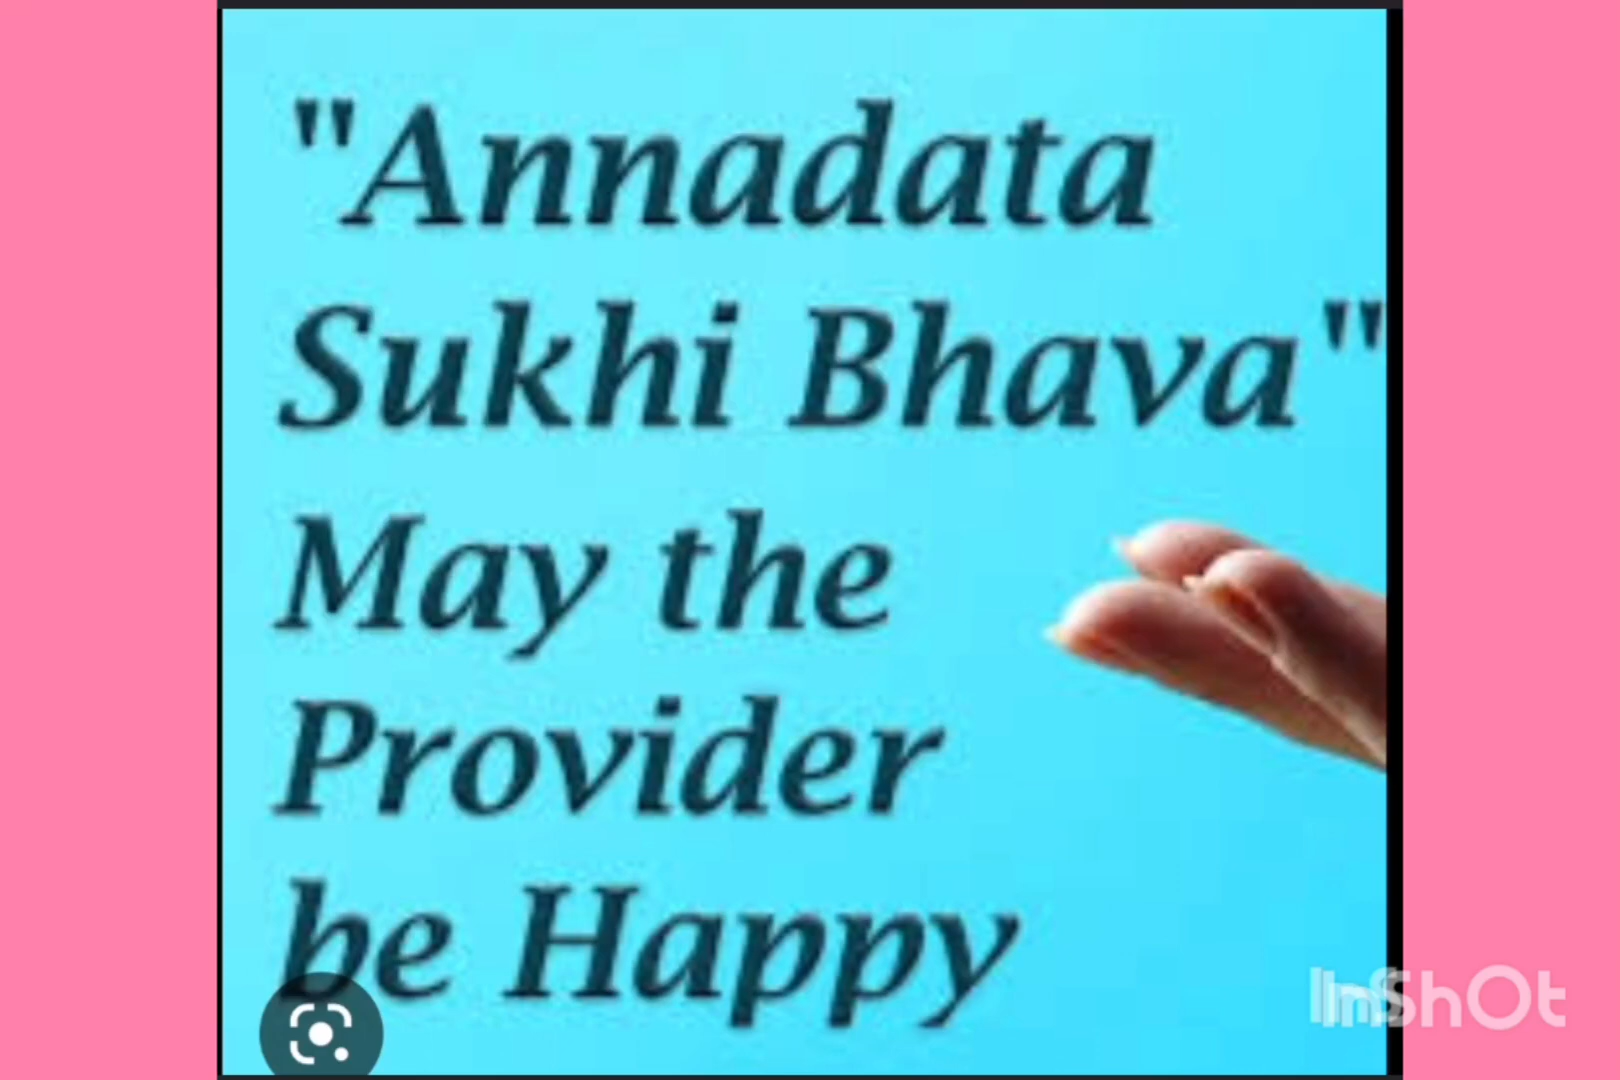 "Annadata
Sukhi Bhava"
May the
Provider
be Happy
InShOt